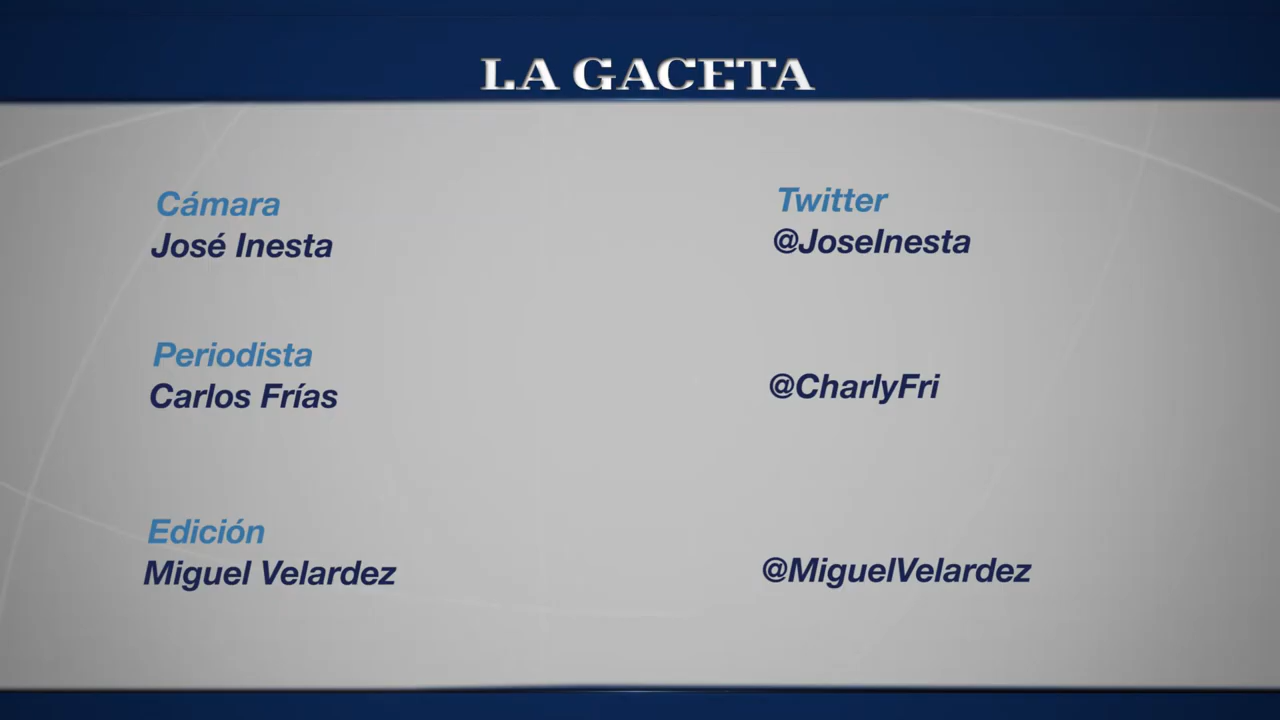 LA GACETA
Cámara
José Inesta
Twitter
@JoseInesta
Periodista
Carlos Frías
@CharlyFri
Edición
Miguel Velardez
@MiguelVelardez